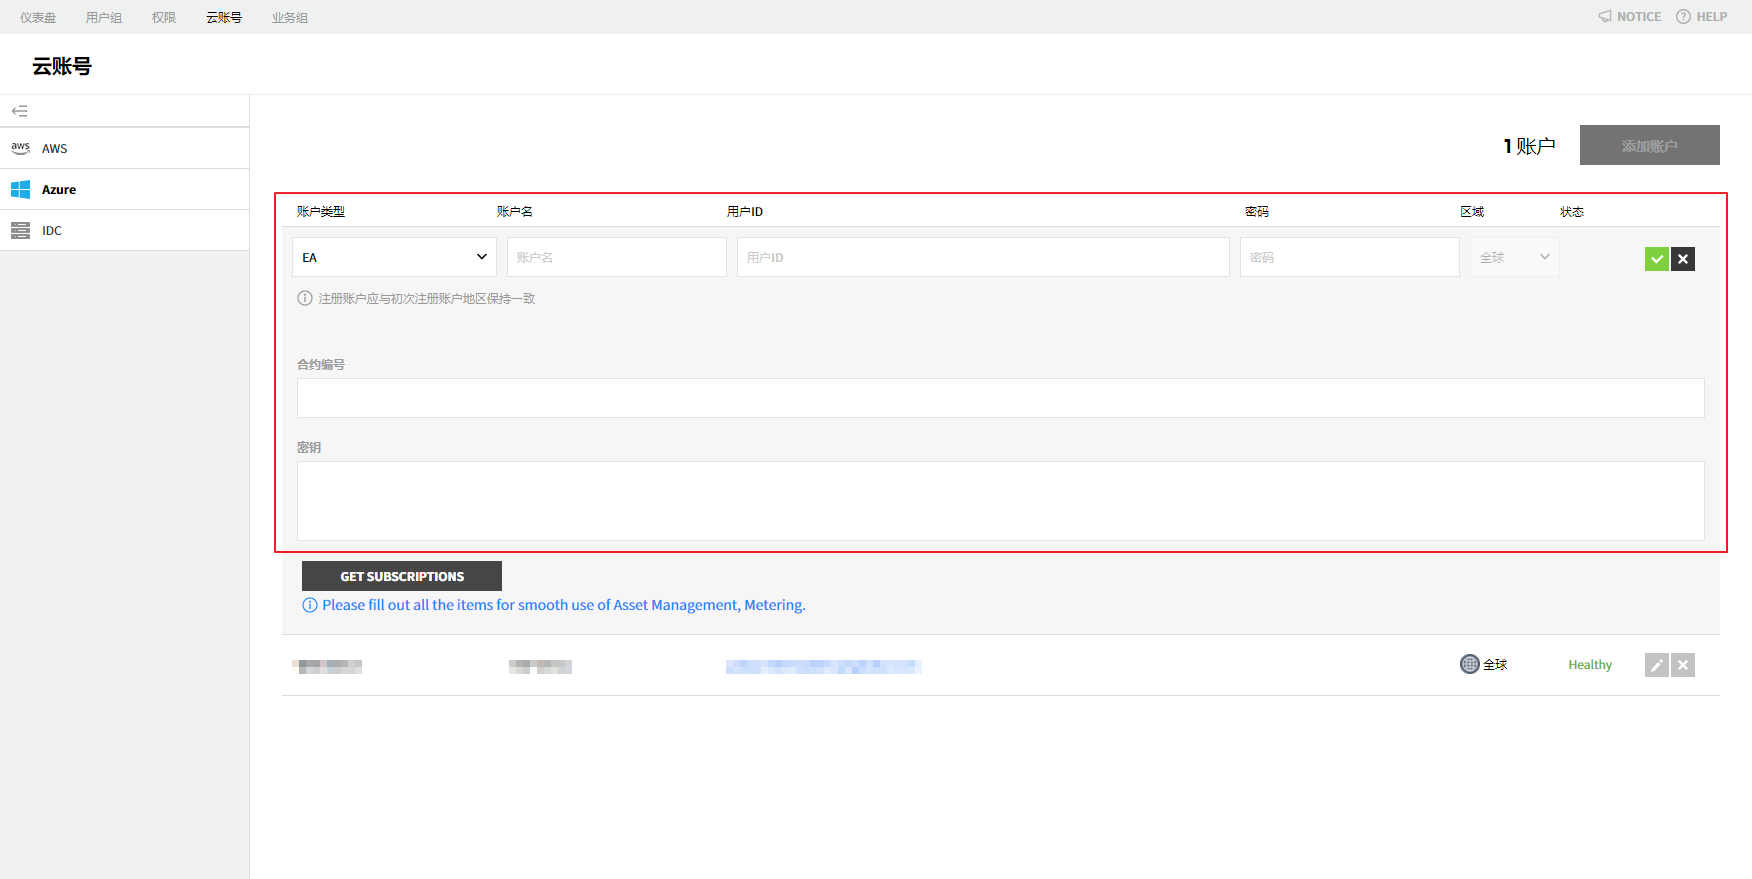 仪表盘 用户组 权限 云账号 业务组 NOTICE HELP
云账号
aws AWS
Azure
IDC
1 账户 添加账户
账户类型 账户名 用户ID 密码 区域 状态
EA 账户名 用户ID 密码 全球
注册账户应与初次注册账户地区保持一致
合约编号
密钥
GET SUBSCRIPTIONS
Please fill out all the items for smooth use of Asset Management, Metering.
全球 Healthy